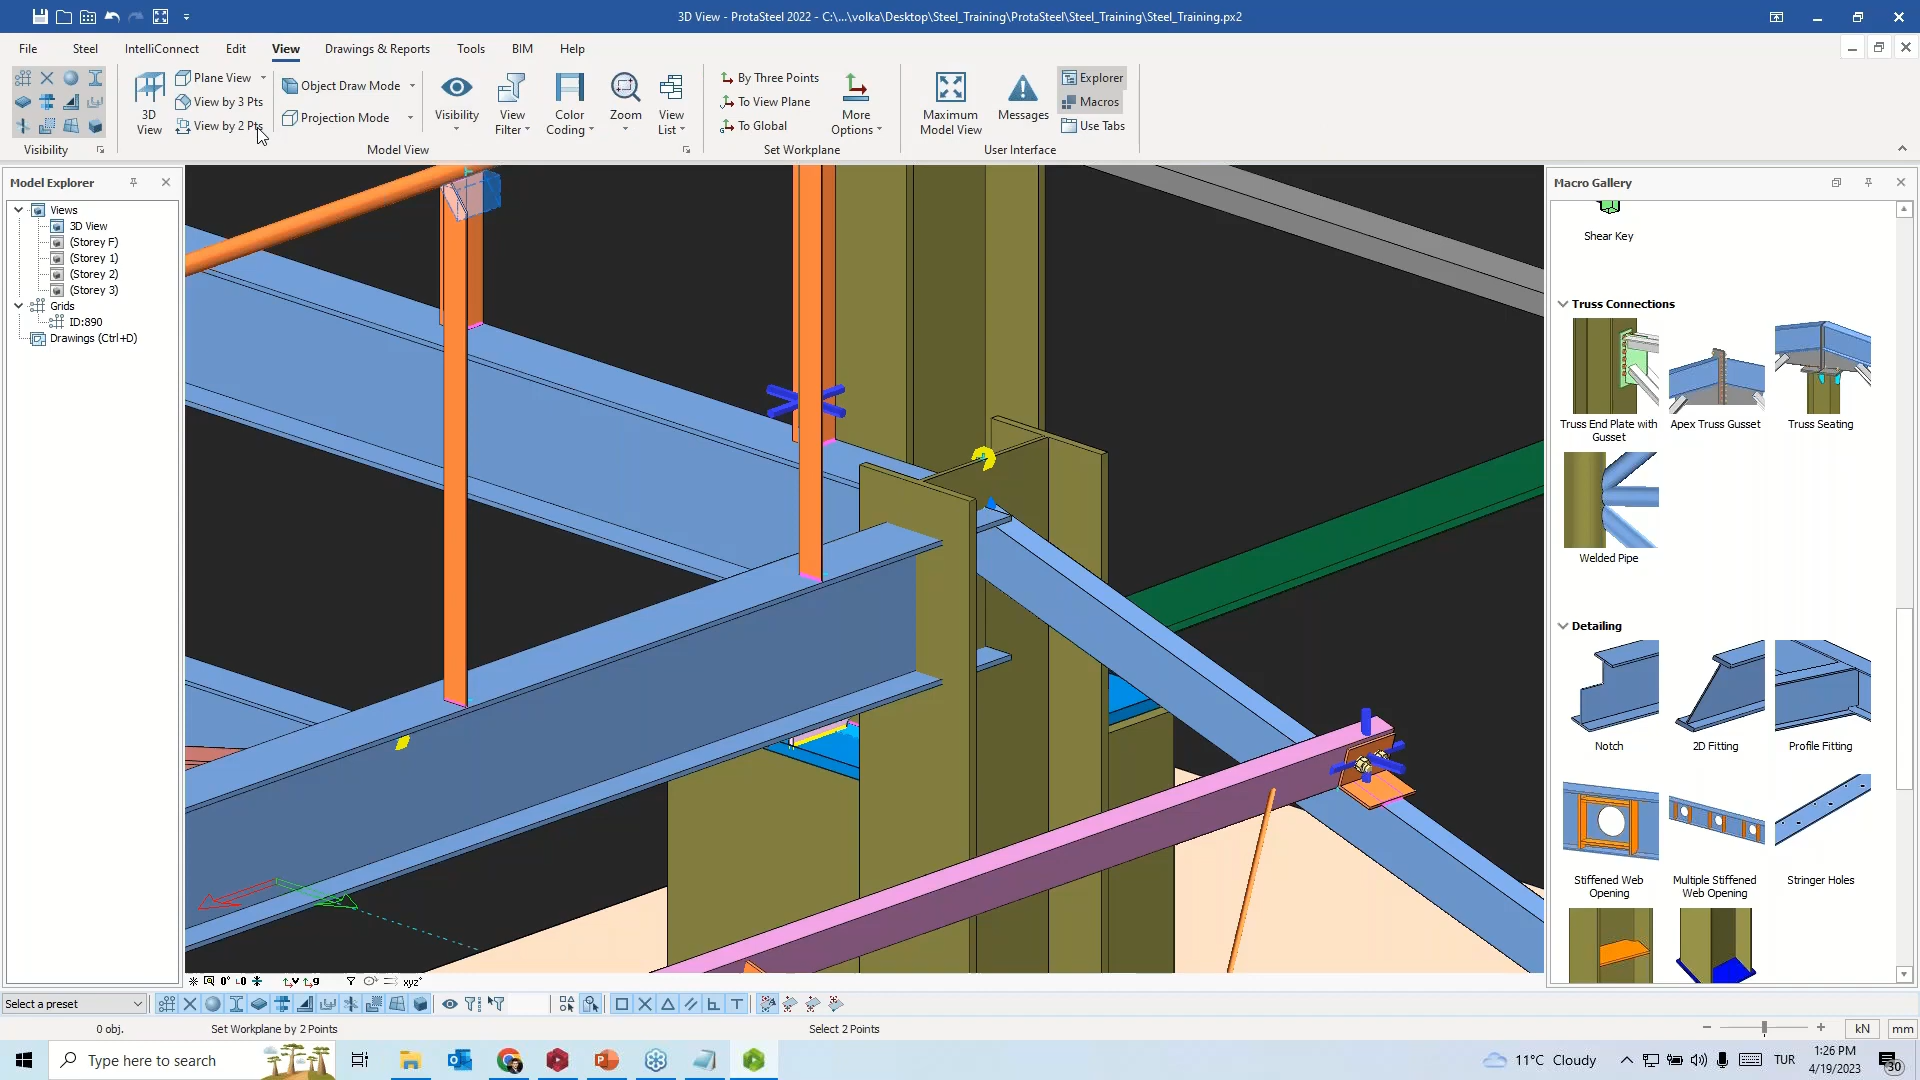 3D View - ProtaSteel 2022 - C:\...\volka\Desktop\Steel_Training\ProtaSteel\Steel_Training\Steel_Training.px2
File Steel IntelliConnect Edit View Drawings & Reports Tools BIM Help
3D View
Plane View
View by 3 Pts
View by 2 Pts
Object Draw Mode
Projection Mode
Visibility
View Filter
Color Coding
Zoom
View List
By Three Points
To View Plane
To Global
More Options
Maximum Model View
Messages
Explorer
Macros
Use Tabs
Visibility
Model View
Set Workplane
User Interface
Model Explorer
Views
3D View
(Storey F)
(Storey 1)
(Storey 2)
(Storey 3)
Grids
ID:890
Drawings (Ctrl+D)
Macro Gallery
Shear Key
Truss Connections
Truss End Plate with Gusset
Apex Truss Gusset
Truss Seating
Welded Pipe
Detailing
Notch
2D Fitting
Profile Fitting
Stiffened Web Opening
Multiple Stiffened Web Opening
Stringer Holes
Select a preset
0 obj.
Set Workplane by 2 Points
Select 2 Points
kN
mm
Type here to search
11°C Cloudy
TUR
1:26 PM
4/19/2023
30